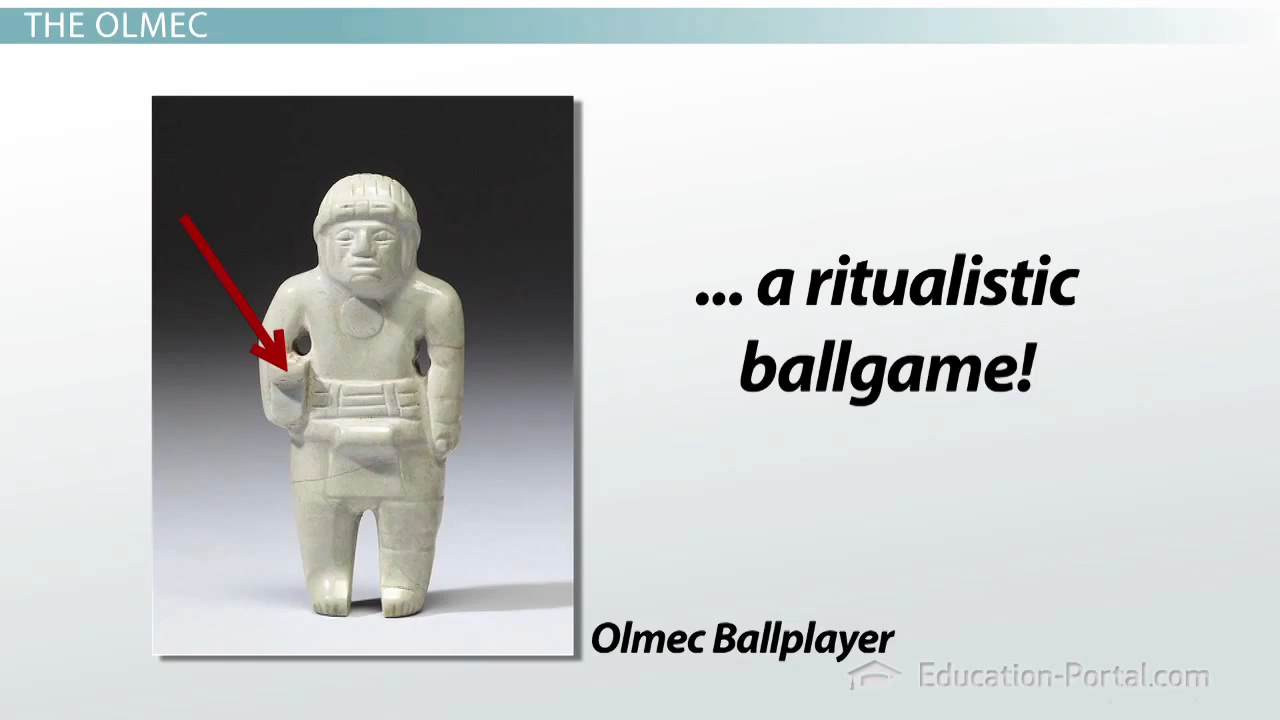 THE OLMEC
... a ritualistic
ballgame!
Olmec Ballplayer
Education-Portal.com